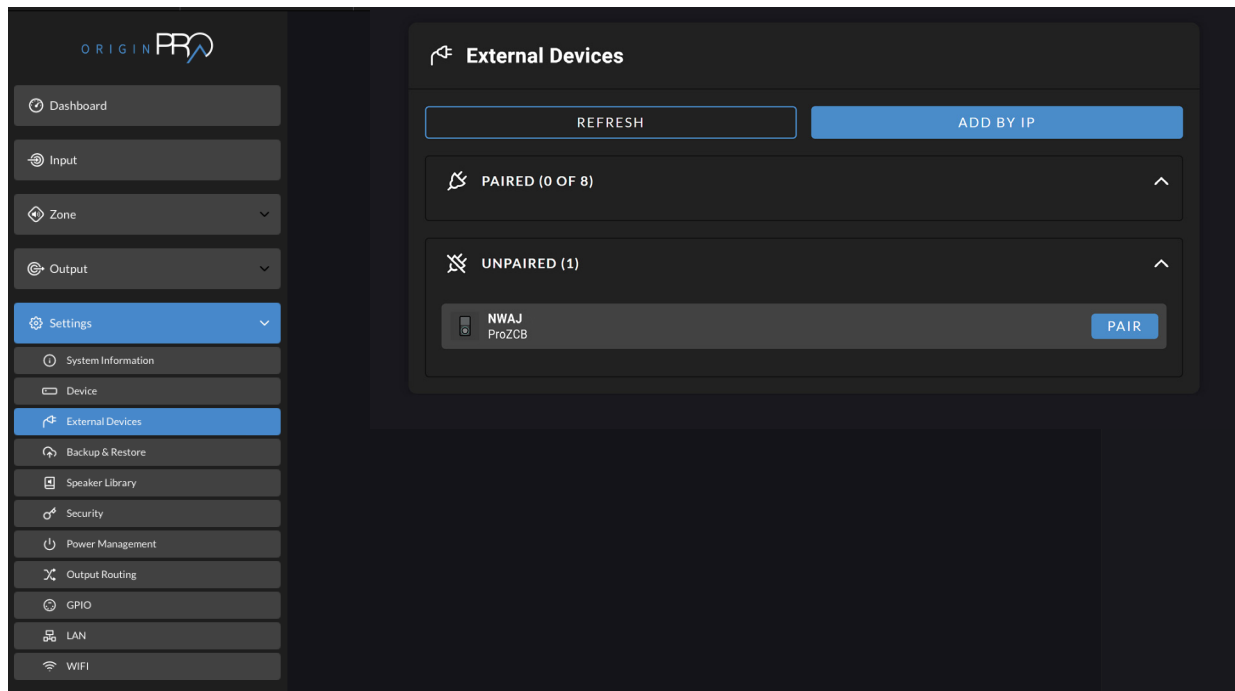 ORIGIN PRO
Dashboard
Input
Zone
Output
Settings
System Information
Device
External Devices
Backup & Restore
Speaker Library
Security
Power Management
Output Routing
GPIO
LAN
WIFI
External Devices
REFRESH
ADD BY IP
PAIRED (0 OF 8)
UNPAIRED (1)
NWAJ
ProZCB
PAIR